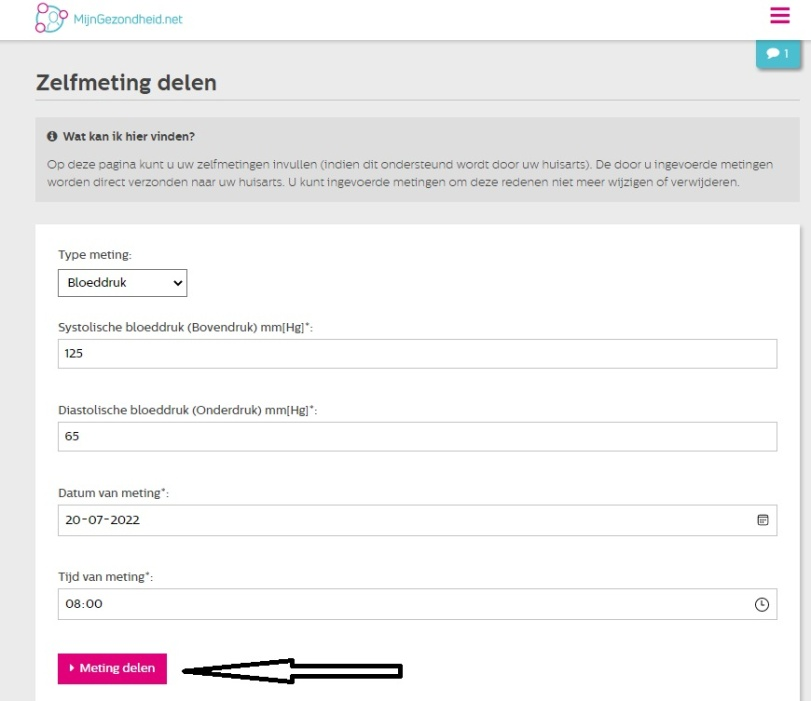 MijnGezondheid.net
1
Zelfmeting delen
Wat kan ik hier vinden?
Op deze pagina kunt u uw zelfmetingen invullen (indien dit ondersteund wordt door uw huisarts). De door u ingevoerde metingen
worden direct verzonden naar uw huisarts. U kunt ingevoerde metingen om deze redenen niet meer wijzigen of verwijderen.
Type meting:
Bloeddruk
Systolische bloeddruk (Bovendruk) mm[Hg]*:
125
Diastolische bloeddruk (Onderdruk) mm[Hg]*:
65
Datum van meting*:
20-07-2022
Tijd van meting*:
08:00
Meting delen